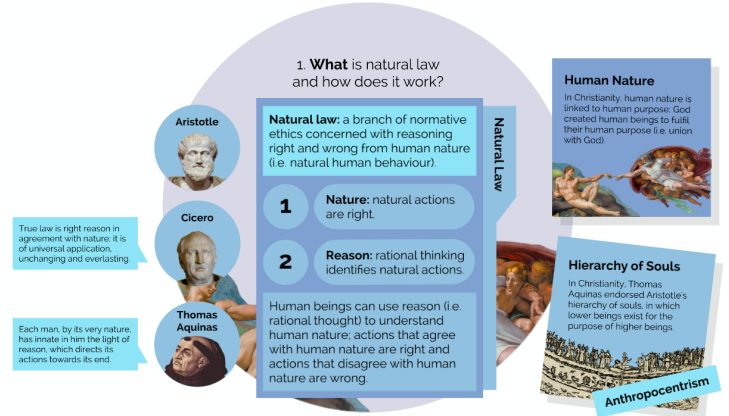 1. What is natural law
and how does it work?
Aristotle
Natural law: a branch of normative
ethics concerned with reasoning
right and wrong from human nature
(i.e. natural human behaviour).
Natural Law
1
Nature: natural actions
are right.
Cicero
True law is right reason in
agreement with nature; it is
of universal application,
unchanging and everlasting.
2
Reason: rational thinking
identifies natural actions.
Thomas
Aquinas
Each man, by its very nature,
has innate in him the light of
reason, which directs its
actions towards its end.
Human beings can use reason (i.e.
rational thought) to understand
human nature; actions that agree
with human nature are right and
actions that disagree with human
nature are wrong.
Human Nature
In Christianity, human nature is
linked to human purpose: God
created human beings to fulfil
their human purpose (i.e. union
with God).
Hierarchy of Souls
In Christianity, Thomas
Aquinas endorsed Aristotle's
hierarchy of souls, in which
lower beings exist for the
purpose of higher beings.
Anthropocentrism